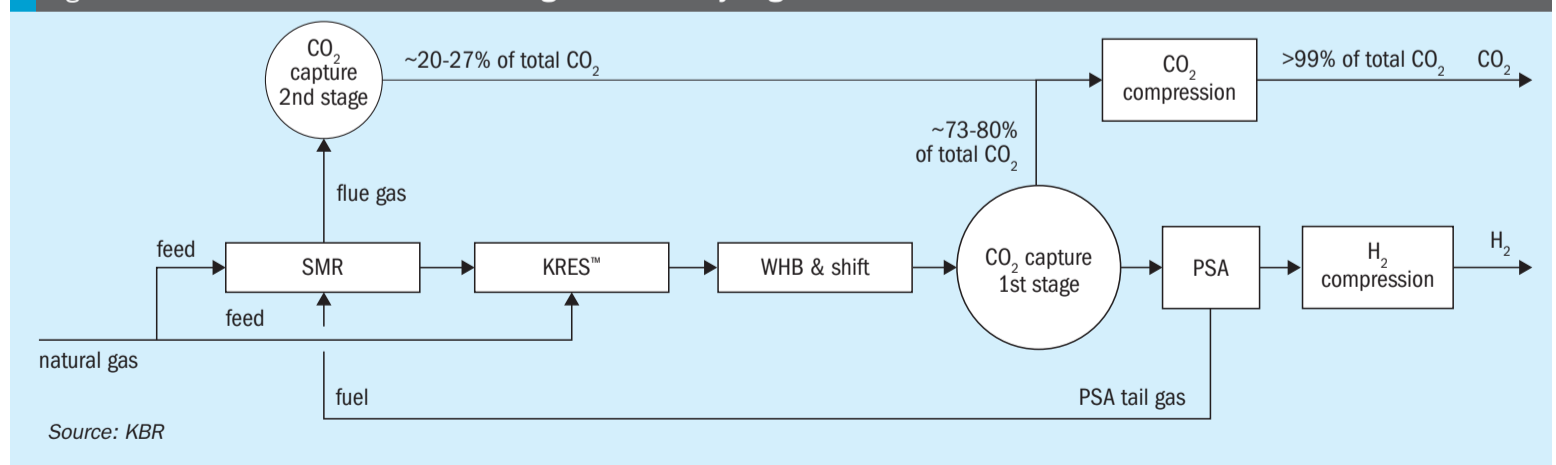 CO₂
capture
2nd stage
~20-27% of total CO₂
CO₂
compression
>99% of total CO₂
CO₂
~73-80%
of total CO₂
flue gas
feed
SMR
KRES™
WHB & shift
CO₂ capture
1st stage
PSA
H₂
compression
H₂
feed
natural gas
fuel
PSA tail gas
Source: KBR